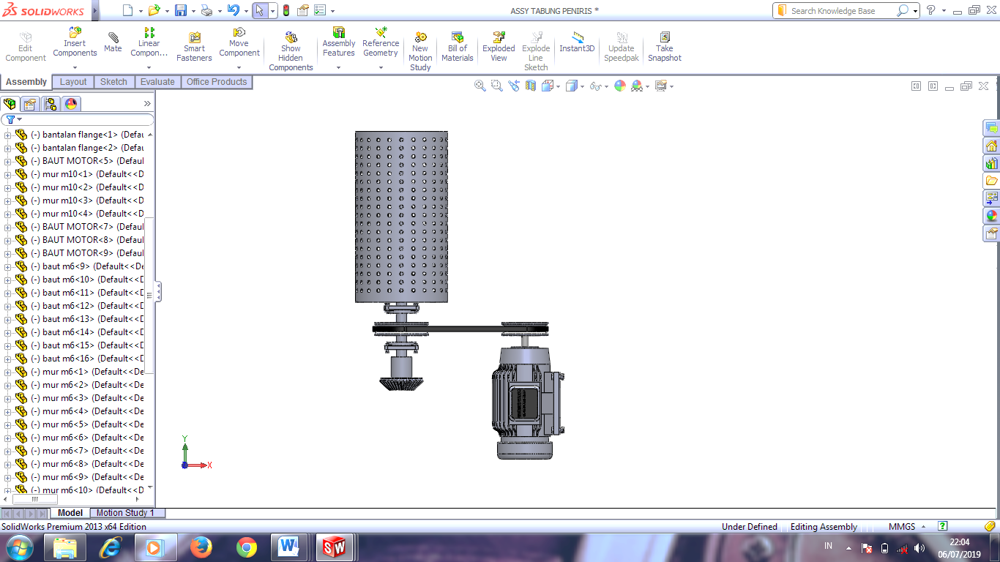 SOLIDWORKS
ASSY TABUNG PENIRIS *
Search Knowledge Base
Edit Component
Insert Components
Mate
Linear Compon...
Smart Fasteners
Move Component
Show Hidden Components
Assembly Features
Reference Geometry
New Motion Study
Bill of Materials
Exploded View
Explode Line Sketch
Instant3D
Update Speedpak
Take Snapshot
Assembly Layout Sketch Evaluate Office Products
(-) bantalan flange<1> (Defau
(-) bantalan flange<2> (Defau
(-) BAUT MOTOR<5> (Defaul
(-) mur m10<1> (Default<<D
(-) mur m10<2> (Default<<D
(-) mur m10<3> (Default<<D
(-) mur m10<4> (Default<<D
(-) BAUT MOTOR<7> (Defaul
(-) BAUT MOTOR<8> (Defaul
(-) BAUT MOTOR<9> (Defaul
(-) baut m6<9> (Default<<De
(-) baut m6<10> (Default<<D
(-) baut m6<11> (Default<<D
(-) baut m6<12> (Default<<D
(-) baut m6<13> (Default<<D
(-) baut m6<14> (Default<<D
(-) baut m6<15> (Default<<D
(-) baut m6<16> (Default<<D
(-) mur m6<1> (Default<<De
(-) mur m6<2> (Default<<De
(-) mur m6<3> (Default<<De
(-) mur m6<4> (Default<<De
(-) mur m6<5> (Default<<De
(-) mur m6<6> (Default<<De
(-) mur m6<7> (Default<<De
(-) mur m6<8> (Default<<De
(-) mur m6<9> (Default<<De
(-) mur m6<10> (Default<<D
Y
X
Model Motion Study 1
SolidWorks Premium 2013 x64 Edition
Under Defined Editing Assembly MMGS
IN
22:04
06/07/2019